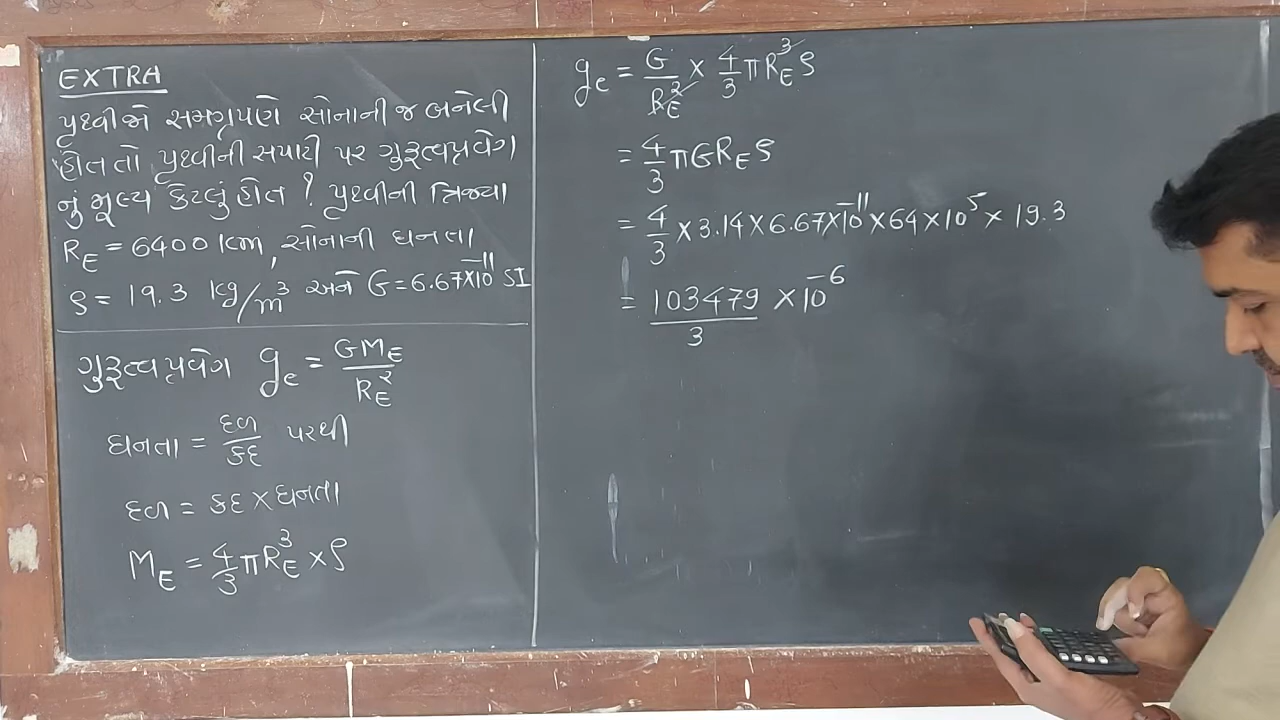 EXTRA
પૃથ્વી એ સમગ્રપણે સોનાની જ બનેલી
હોત તો પૃથ્વીની સપાટી પર ગુરૂત્વપ્રવેગ
નું મૂલ્ય કેટલું હોત ? પૃથ્વીની ત્રિજ્યા
R_E = 6400 km, સોનાની ઘનતા
ρ = 19.3 kg/m³ અને G = 6.67×10⁻¹¹ SI
ગુરૂત્વપ્રવેગ g_e = GM_E / R_E²
ઘનતા = દળ / કદ પરથી
દળ = કદ × ઘનતા
M_E = 4/3 πR_E³ × ρ
g_e = G / R_E² × 4/3 πR_E³ ρ
= 4/3 πGR_E ρ
= 4/3 × 3.14 × 6.67×10⁻¹¹ × 64 × 10⁵ × 19.3
= 103479 / 3 × 10⁻⁶